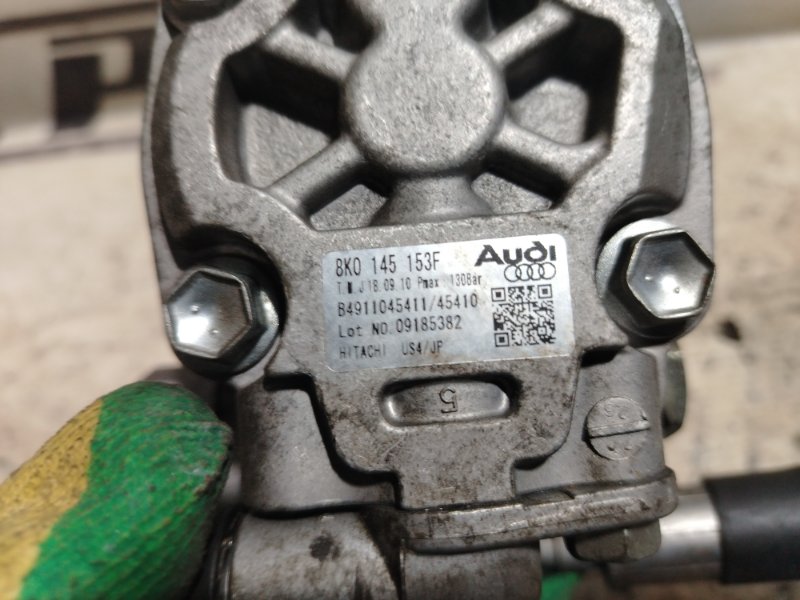 P
8K0 145 153F Audi
T.N J18.09.10 Pmax 130Bar
B4911045411/45410
Lot NO.09185382
HITACHI US4/JP
5